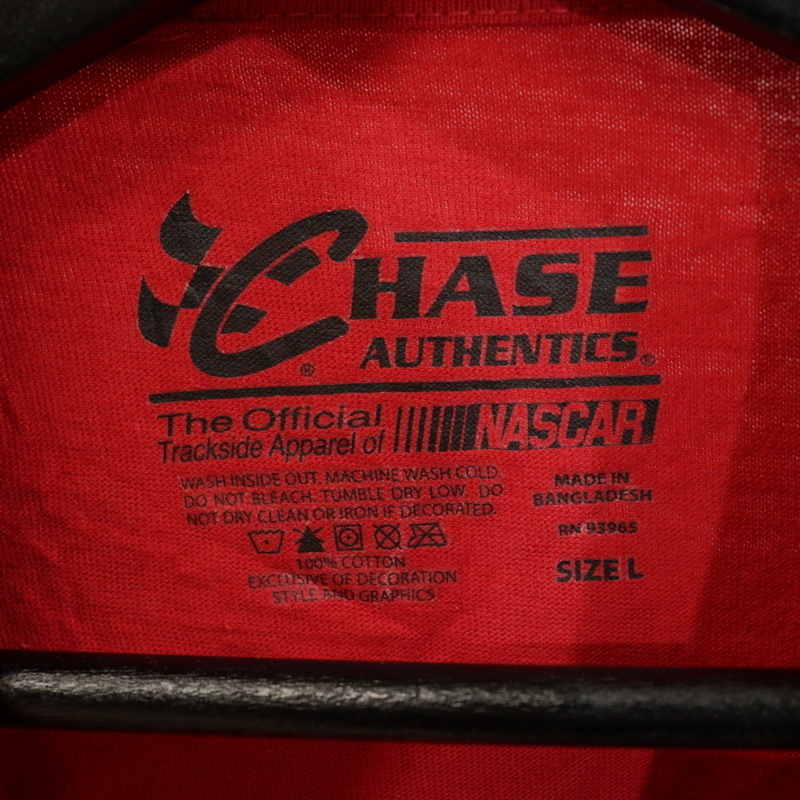 CHASE
AUTHENTICS®
®
The Official
Trackside Apparel of NASCAR
WASH INSIDE OUT. MACHINE WASH COLD.
DO NOT BLEACH. TUMBLE DRY LOW. DO
NOT DRY CLEAN OR IRON IF DECORATED.
100% COTTON
EXCLUSIVE OF DECORATION
STYLE AND GRAPHICS
MADE IN
BANGLADESH
RN 93965
SIZE L